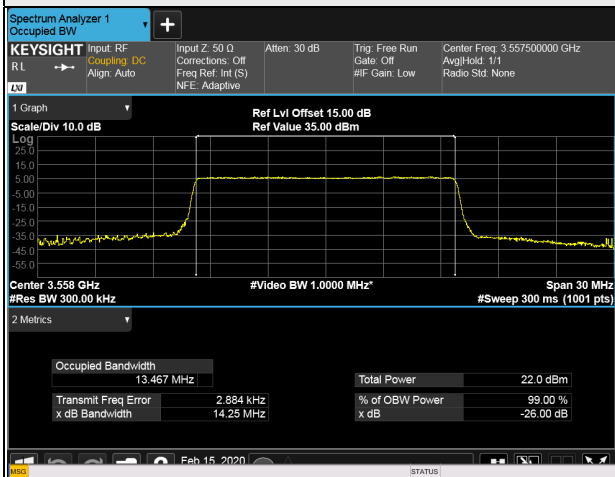 Spectrum Analyzer 1
Occupied BW
KEYSIGHT
RL
LXI
Input: RF
Coupling: DC
Align: Auto
Input Z: 50 Ω
Corrections: Off
Freq Ref: Int (S)
NFE: Adaptive
Atten: 30 dB
Trig: Free Run
Gate: Off
#IF Gain: Low
Center Freq: 3.557500000 GHz
Avg|Hold: 1/1
Radio Std: None
1 Graph
Scale/Div 10.0 dB
Ref Lvl Offset 15.00 dB
Ref Value 35.00 dBm
Log
25.0
15.0
5.00
-5.00
-15.0
-25.0
-35.0
-45.0
-55.0
Center 3.558 GHz
#Video BW 1.0000 MHz*
Span 30 MHz
#Res BW 300.00 kHz
#Sweep 300 ms (1001 pts)
2 Metrics
Occupied Bandwidth
13.467 MHz
Total Power 22.0 dBm
Transmit Freq Error 2.884 kHz
% of OBW Power 99.00 %
x dB Bandwidth 14.25 MHz
x dB -26.00 dB
Feb 15, 2020
MSG
STATUS